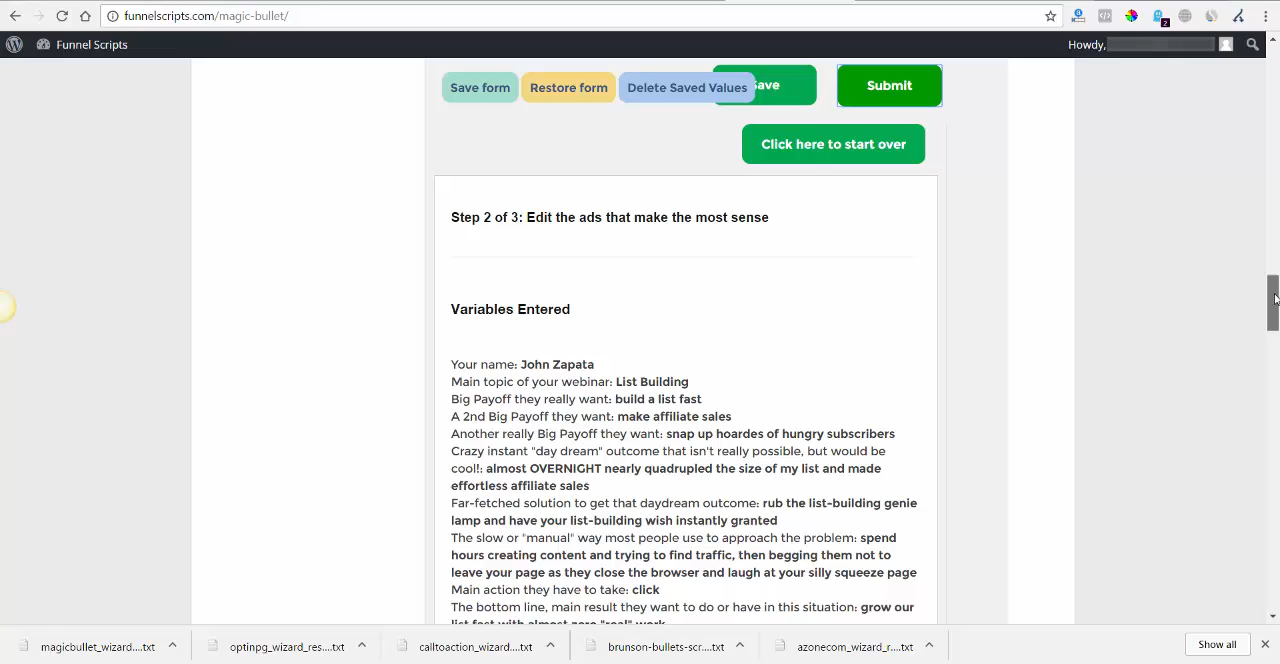 funnelscripts.com/magic-bullet/
2
Funnel Scripts
Howdy,
Save form
Restore form
Delete Saved Values
ave
Submit
Click here to start over
Step 2 of 3: Edit the ads that make the most sense
Variables Entered
Your name: John Zapata
Main topic of your webinar: List Building
Big Payoff they really want: build a list fast
A 2nd Big Payoff they want: make affiliate sales
Another really Big Payoff they want: snap up hoardes of hungry subscribers
Crazy instant "day dream" outcome that isn't really possible, but would be
cool!: almost OVERNIGHT nearly quadrupled the size of my list and made
effortless affiliate sales
Far-fetched solution to get that daydream outcome: rub the list-building genie
lamp and have your list-building wish instantly granted
The slow or "manual" way most people use to approach the problem: spend
hours creating content and trying to find traffic, then begging them not to
leave your page as they close the browser and laugh at your silly squeeze page
Main action they have to take: click
The bottom line, main result they want to do or have in this situation: grow our
list fast with almost zero "real" work
magicbullet_wizard....txt
optinpg_wizard_res....txt
calltoaction_wizard....txt
brunson-bullets-scr....txt
azonecom_wizard_r....txt
Show all